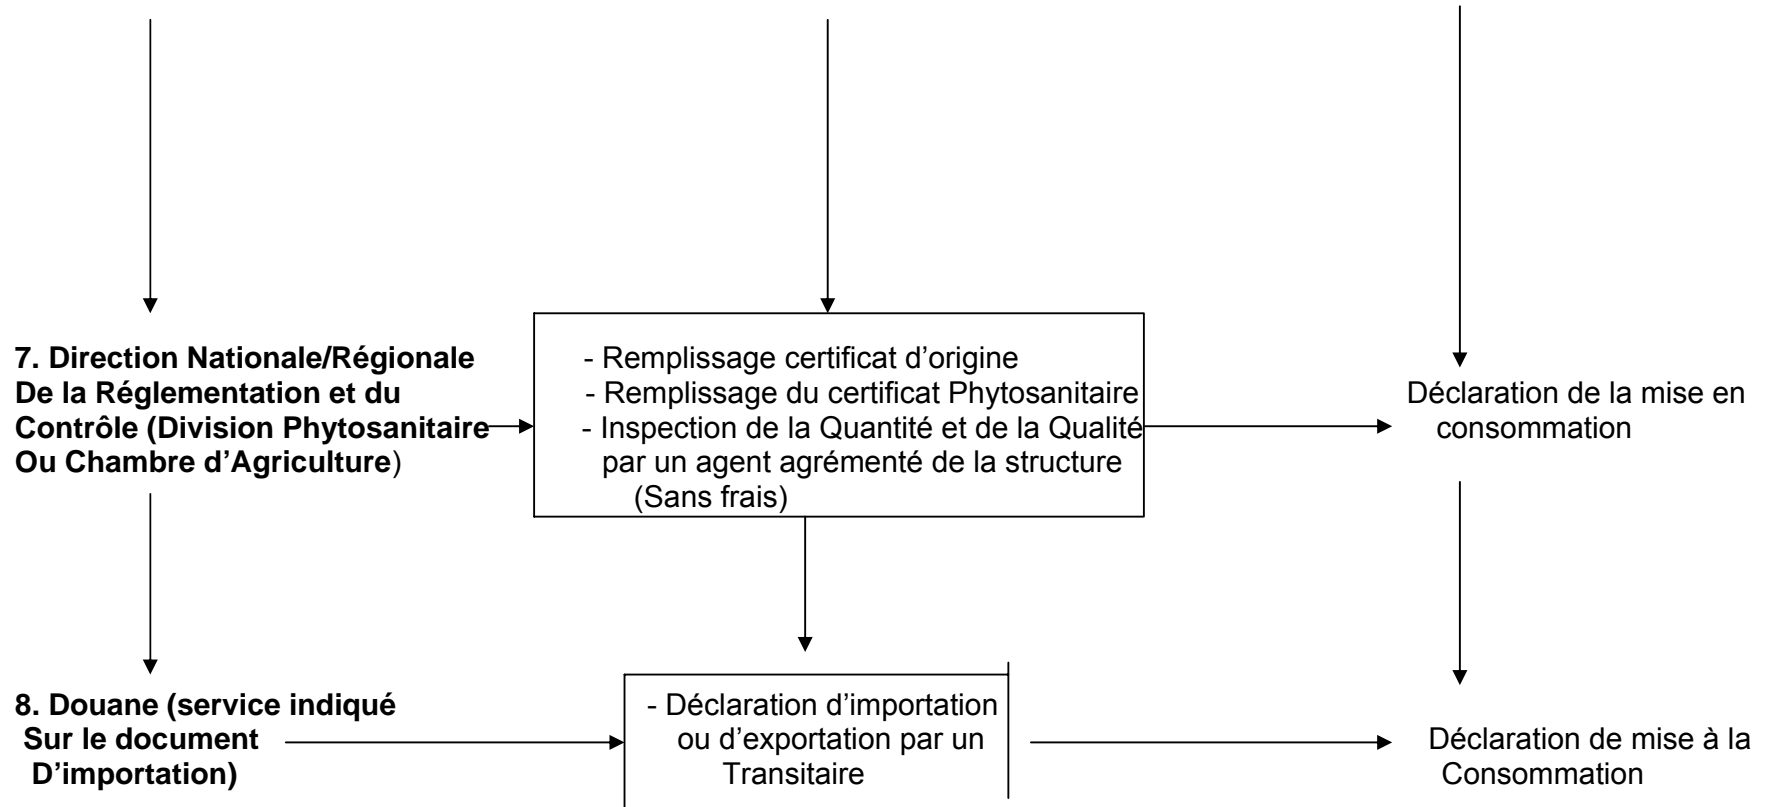 7. Direction Nationale/Régionale
De la Réglementation et du
Contrôle (Division Phytosanitaire
Ou Chambre d'Agriculture)
- Remplissage certificat d'origine
- Remplissage du certificat Phytosanitaire
- Inspection de la Quantité et de la Qualité
par un agent agrémenté de la structure
(Sans frais)
Déclaration de la mise en
consommation
8. Douane (service indiqué
Sur le document
D'importation)
- Déclaration d'importation
ou d'exportation par un
Transitaire
Déclaration de mise à la
Consommation